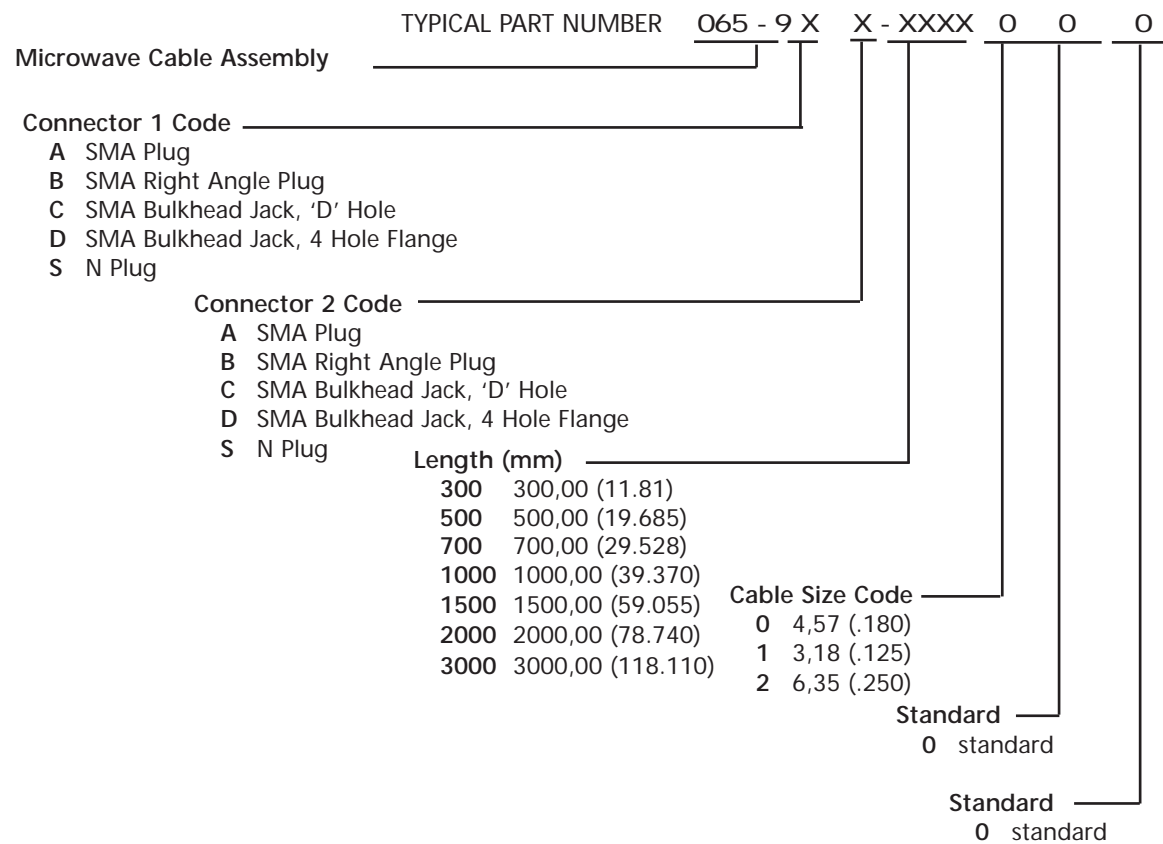 TYPICAL PART NUMBER 065 - 9 X X - XXXX 0 0 0
Microwave Cable Assembly
Connector 1 Code
A SMA Plug
B SMA Right Angle Plug
C SMA Bulkhead Jack, ‘D’ Hole
D SMA Bulkhead Jack, 4 Hole Flange
S N Plug
Connector 2 Code
A SMA Plug
B SMA Right Angle Plug
C SMA Bulkhead Jack, ‘D’ Hole
D SMA Bulkhead Jack, 4 Hole Flange
S N Plug
Length (mm)
300 300,00 (11.81)
500 500,00 (19.685)
700 700,00 (29.528)
1000 1000,00 (39.370)
1500 1500,00 (59.055)
2000 2000,00 (78.740)
3000 3000,00 (118.110)
Cable Size Code
0 4,57 (.180)
1 3,18 (.125)
2 6,35 (.250)
Standard
0 standard
Standard
0 standard